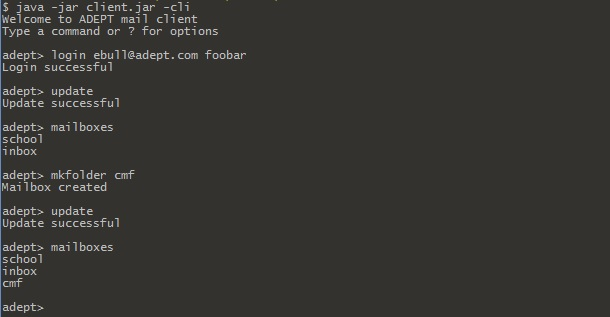 $ java -jar client.jar -cli
Welcome to ADEPT mail client
Type a command or ? for options
adept> login ebull@adept.com foobar
Login successful
adept> update
Update successful
adept> mailboxes
school
inbox
adept> mkfolder cmf
Mailbox created
adept> update
Update successful
adept> mailboxes
school
inbox
cmf
adept>